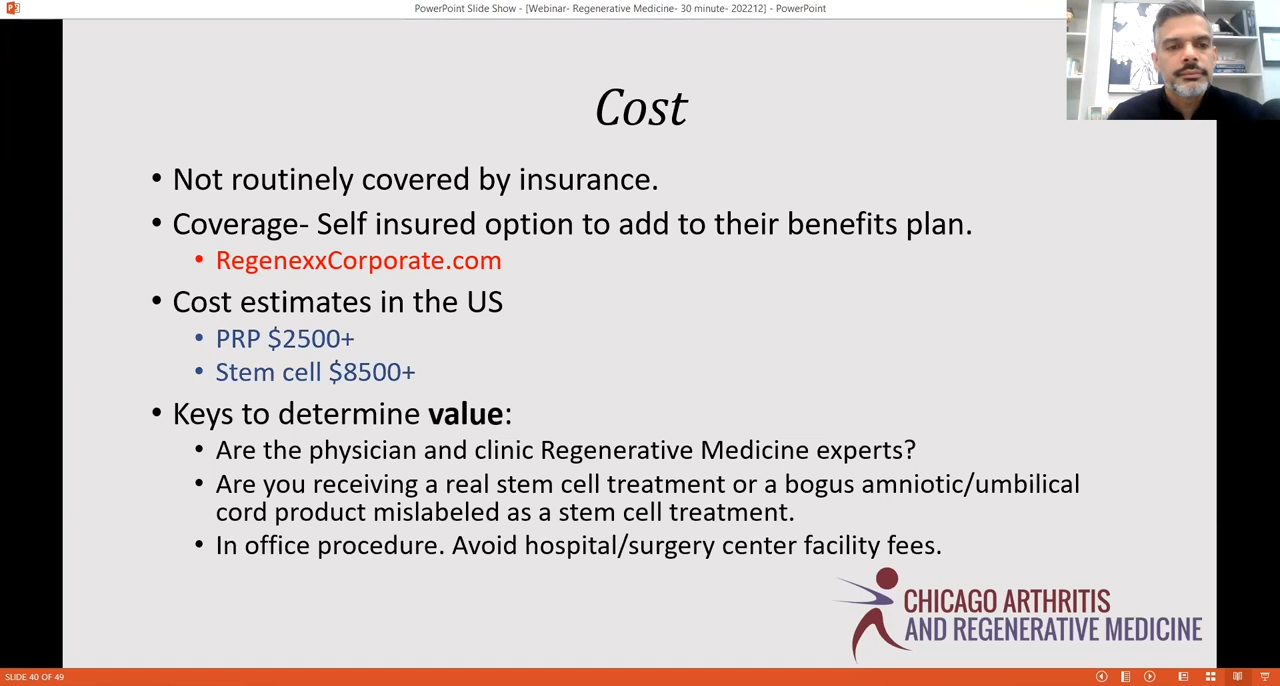 PowerPoint Slide Show - [Webinar- Regenerative Medicine- 30 minute- 202212] - PowerPoint
Cost
• Not routinely covered by insurance.
• Coverage- Self insured option to add to their benefits plan.
• RegenexxCorporate.com
• Cost estimates in the US
• PRP $2500+
• Stem cell $8500+
• Keys to determine value:
• Are the physician and clinic Regenerative Medicine experts?
• Are you receiving a real stem cell treatment or a bogus amniotic/umbilical
cord product mislabeled as a stem cell treatment.
• In office procedure. Avoid hospital/surgery center facility fees.
CHICAGO ARTHRITIS
AND REGENERATIVE MEDICINE
SLIDE 40 OF 49